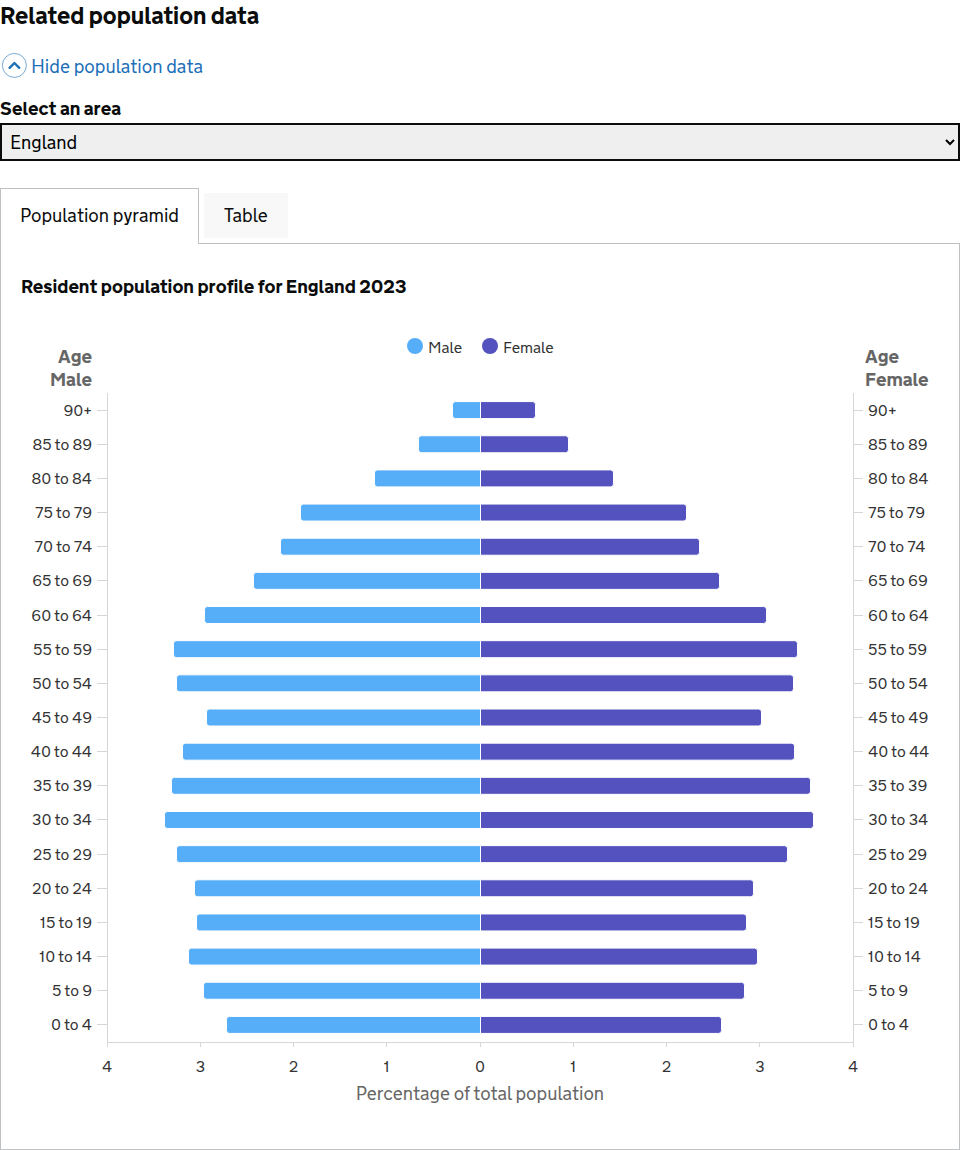 Related population data
Hide population data
Select an area
England
Population pyramid Table
Resident population profile for England 2023
Male Female
Age Male
Age Female
90+ 90+
85 to 89 85 to 89
80 to 84 80 to 84
75 to 79 75 to 79
70 to 74 70 to 74
65 to 69 65 to 69
60 to 64 60 to 64
55 to 59 55 to 59
50 to 54 50 to 54
45 to 49 45 to 49
40 to 44 40 to 44
35 to 39 35 to 39
30 to 34 30 to 34
25 to 29 25 to 29
20 to 24 20 to 24
15 to 19 15 to 19
10 to 14 10 to 14
5 to 9 5 to 9
0 to 4 0 to 4
4 3 2 1 0 1 2 3 4
Percentage of total population